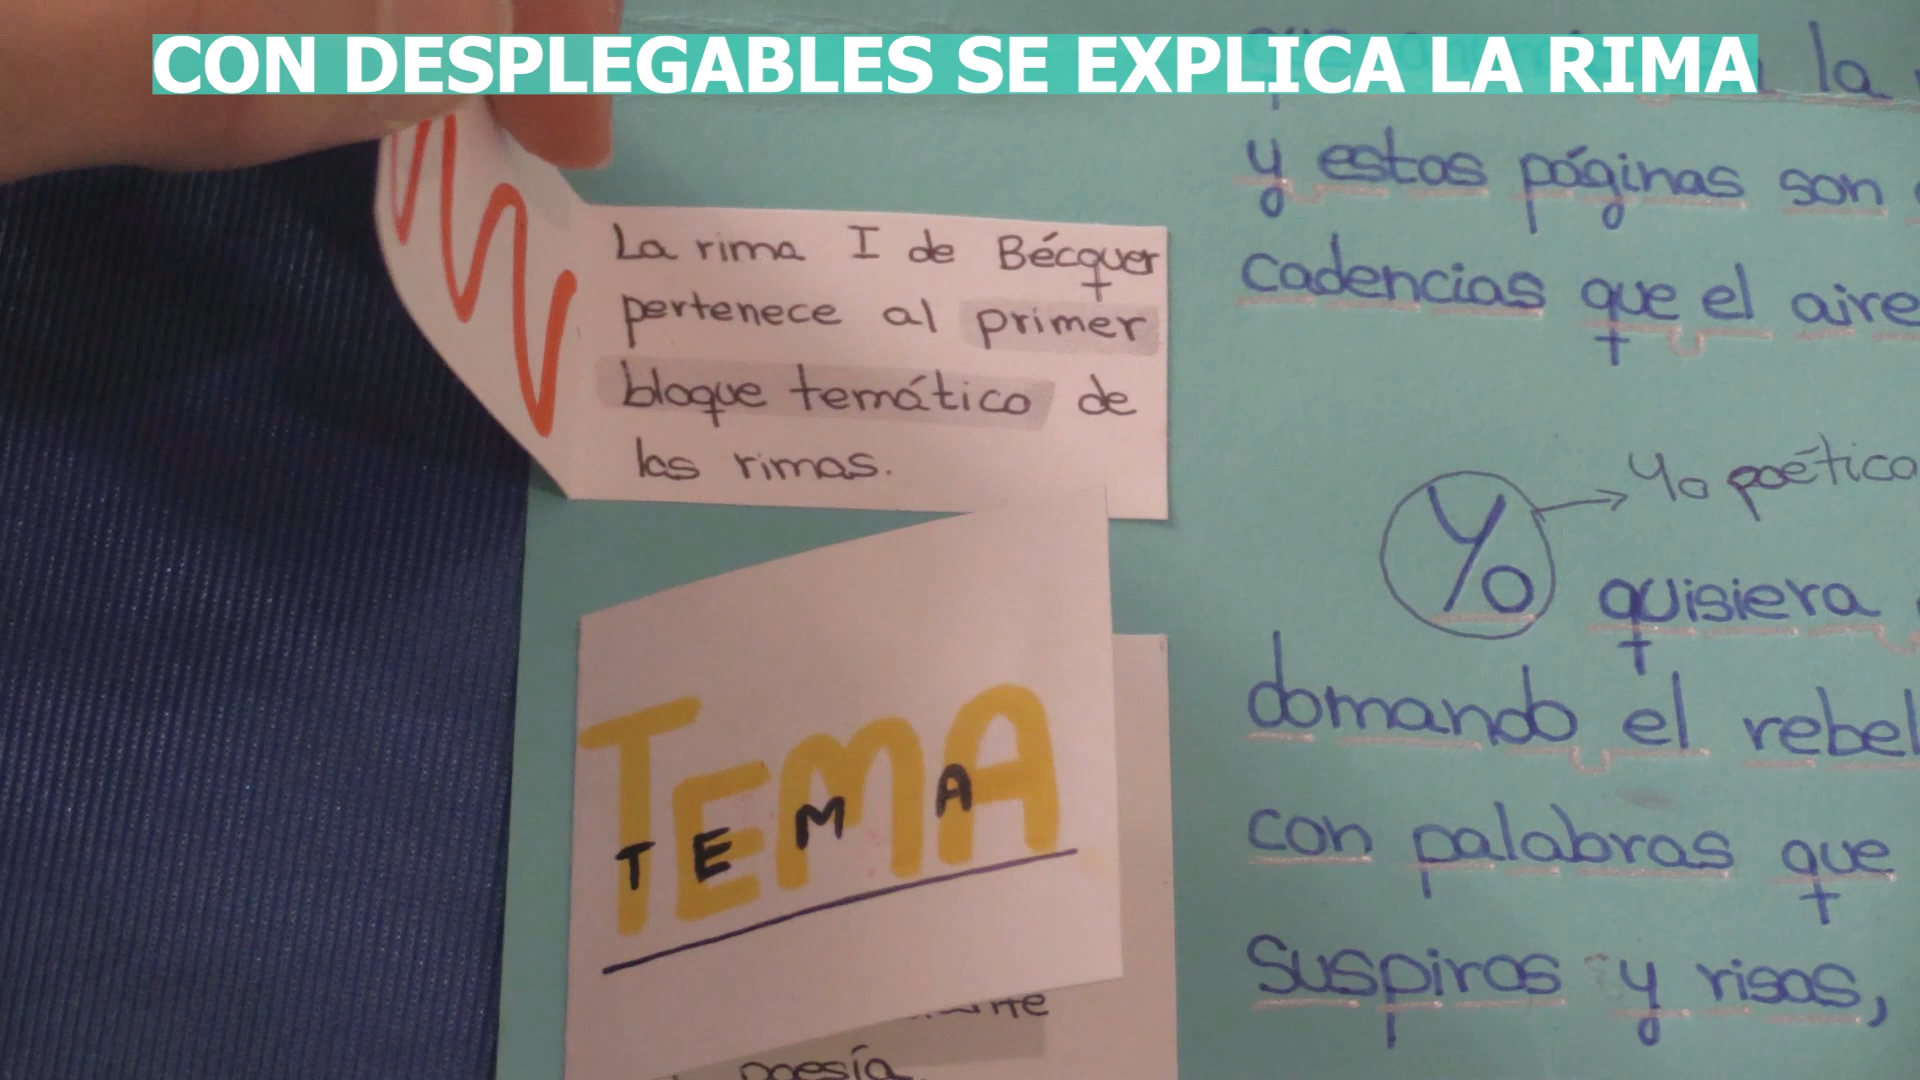 CON DESPLEGABLES SE EXPLICA LA RIMA
La rima I de Bécquer
pertenece al primer
bloque temático de
las rimas.
TEMA
TEMA
poesía
la
y estas páginas son
cadencias que el aire
Yo poético
Yo quisiera
domando el rebel
con palabras que
suspiros y risas,